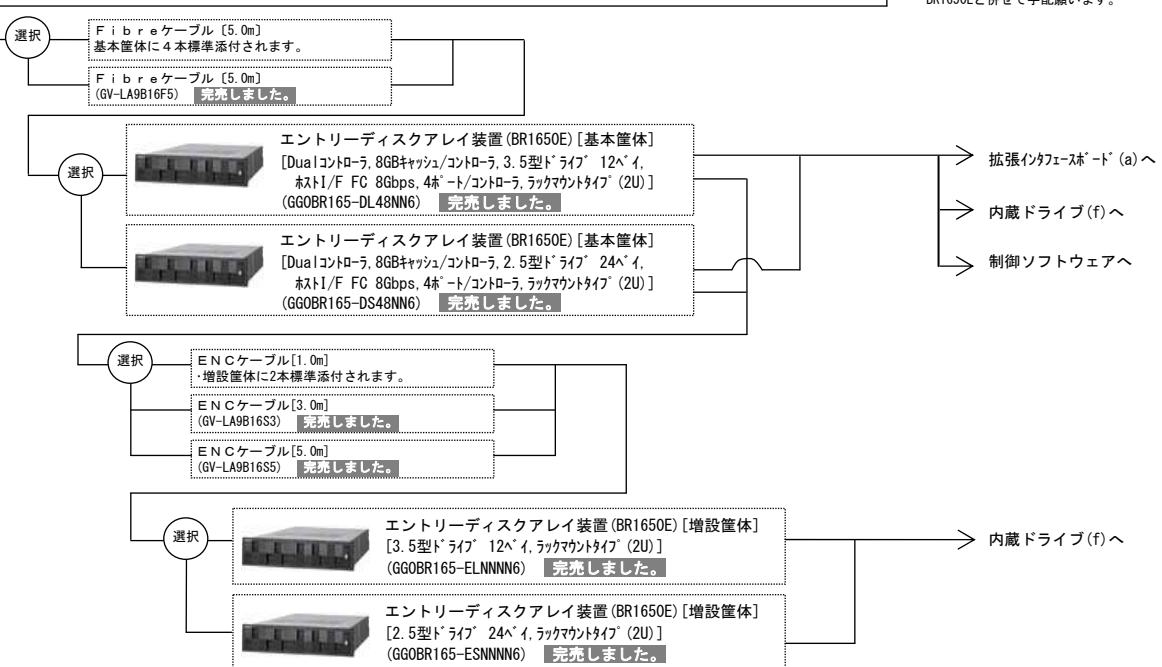 BR1650Eと併せて手配願います。
選択
Ｆｉｂｒｅケーブル〔5.0m〕
基本筐体に４本標準添付されます。
Ｆｉｂｒｅケーブル〔5.0m〕
(GV-LA9B16F5) 完売しました。
選択
エントリーディスクアレイ装置(BR1650E)[基本筐体]
[Dualｺﾝﾄﾛｰﾗ,8GBｷｬｯｼｭ/ｺﾝﾄﾛｰﾗ,3.5型ﾄﾞﾗｲﾌﾞ 12ﾍﾞｲ,
ﾎｽﾄI/F FC 8Gbps,4ﾎﾟｰﾄ/ｺﾝﾄﾛｰﾗ,ﾗｯｸﾏｳﾝﾄﾀｲﾌﾟ(2U)]
(GGOBR165-DL48NN6) 完売しました。
エントリーディスクアレイ装置(BR1650E)[基本筐体]
[Dualｺﾝﾄﾛｰﾗ,8GBｷｬｯｼｭ/ｺﾝﾄﾛｰﾗ,2.5型ﾄﾞﾗｲﾌﾞ 24ﾍﾞｲ,
ﾎｽﾄI/F FC 8Gbps,4ﾎﾟｰﾄ/ｺﾝﾄﾛｰﾗ,ﾗｯｸﾏｳﾝﾄﾀｲﾌﾟ(2U)]
(GGOBR165-DS48NN6) 完売しました。
拡張ｲﾝﾀﾌｪｰｽﾎﾞｰﾄﾞ(a)へ
内蔵ドライブ(f)へ
制御ソフトウェアへ
選択
ＥＮＣケーブル[1.0m]
･増設筐体に2本標準添付されます。
ＥＮＣケーブル[3.0m]
(GV-LA9B16S3) 完売しました。
ＥＮＣケーブル[5.0m]
(GV-LA9B16S5) 完売しました。
選択
エントリーディスクアレイ装置(BR1650E)[増設筐体]
[3.5型ﾄﾞﾗｲﾌﾞ 12ﾍﾞｲ,ﾗｯｸﾏｳﾝﾄﾀｲﾌﾟ(2U)]
(GGOBR165-ELNNNN6) 完売しました。
エントリーディスクアレイ装置(BR1650E)[増設筐体]
[2.5型ﾄﾞﾗｲﾌﾞ 24ﾍﾞｲ,ﾗｯｸﾏｳﾝﾄﾀｲﾌﾟ(2U)]
(GGOBR165-ESNNNN6) 完売しました。
内蔵ドライブ(f)へ